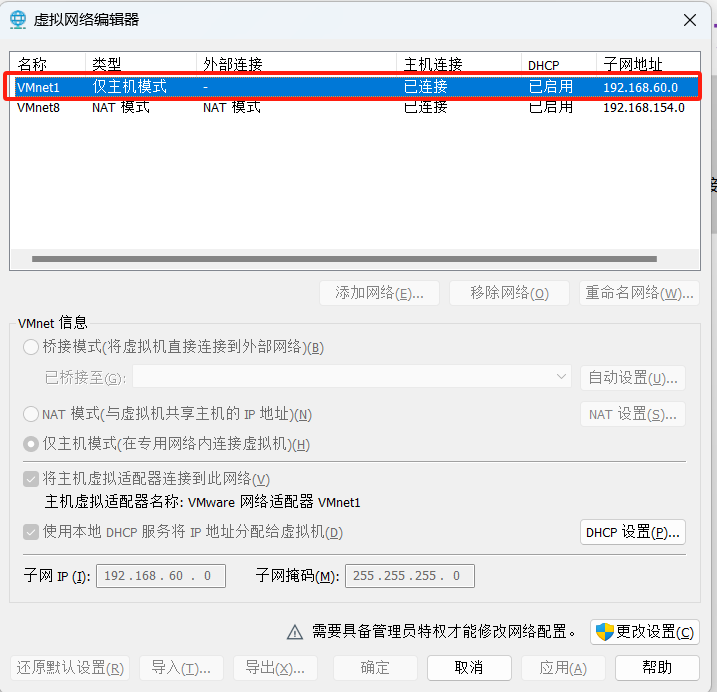 虚拟网络编辑器
名称 类型 外部连接 主机连接 DHCP 子网地址
VMnet1 仅主机模式 - 已连接 已启用 192.168.60.0
VMnet8 NAT 模式 NAT 模式 已连接 已启用 192.168.154.0
添加网络(E)... 移除网络(O) 重命名网络(W)...
VMnet 信息
桥接模式(将虚拟机直接连接到外部网络)(B)
已桥接至(G): 自动设置(U)...
NAT 模式(与虚拟机共享主机的 IP 地址)(N) NAT 设置(S)...
仅主机模式(在专用网络内连接虚拟机)(H)
将主机虚拟适配器连接到此网络(V)
主机虚拟适配器名称: VMware 网络适配器 VMnet1
使用本地 DHCP 服务将 IP 地址分配给虚拟机(D) DHCP 设置(P)...
子网 IP (I): 192 . 168 . 60 . 0 子网掩码(M): 255 . 255 . 255 . 0
需要具备管理员特权才能修改网络配置。 更改设置(C)
还原默认设置(R) 导入(T)... 导出(X)... 确定 取消 应用(A) 帮助